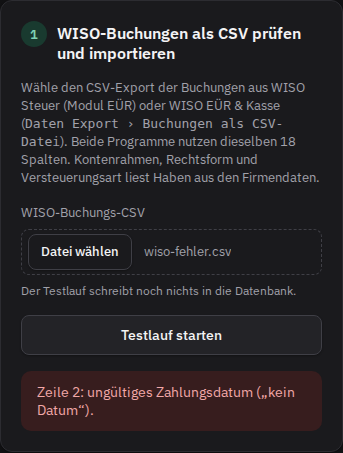 1 WISO-Buchungen als CSV prüfen
und importieren
Wähle den CSV-Export der Buchungen aus WISO
Steuer (Modul EÜR) oder WISO EÜR & Kasse
(Daten Export › Buchungen als CSV-
Datei). Beide Programme nutzen dieselben 18
Spalten. Kontenrahmen, Rechtsform und
Versteuerungsart liest Haben aus den Firmendaten.
WISO-Buchungs-CSV
Datei wählen wiso-fehler.csv
Der Testlauf schreibt noch nichts in die Datenbank.
Testlauf starten
Zeile 2: ungültiges Zahlungsdatum („kein
Datum“).